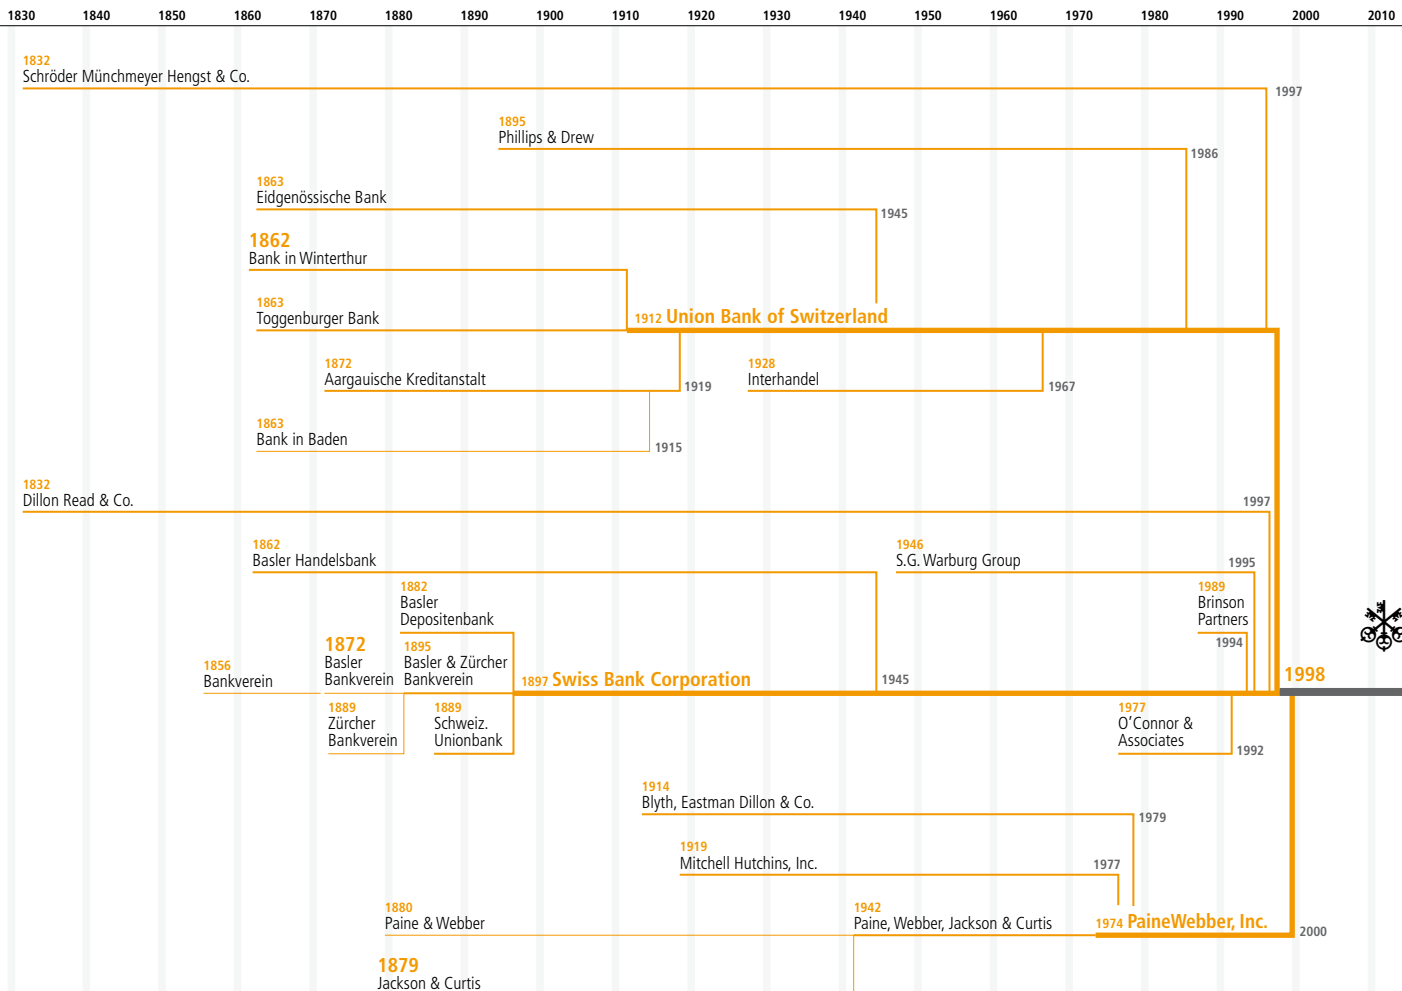 1830 1840 1850 1860 1870 1880 1890 1900 1910 1920 1930 1940 1950 1960 1970 1980 1990 2000 2010
1832
Schröder Münchmeyer Hengst & Co.
1997
1895
Phillips & Drew
1986
1863
Eidgenössische Bank
1945
1862
Bank in Winterthur
1863
Toggenburger Bank
1912 Union Bank of Switzerland
1872
Aargauische Kreditanstalt
1919
1928
Interhandel
1967
1863
Bank in Baden
1915
1832
Dillon Read & Co.
1997
1862
Basler Handelsbank
1946
S.G. Warburg Group
1995
1882
Basler
Depositenbank
1989
Brinson
Partners
1994
1856
Bankverein
1872
Basler
Bankverein
1895
Basler & Zürcher
Bankverein
1897 Swiss Bank Corporation
1945
1998
1889
Zürcher
Bankverein
1889
Schweiz.
Unionbank
1977
O'Connor &
Associates
1992
1914
Blyth, Eastman Dillon & Co.
1979
1919
Mitchell Hutchins, Inc.
1977
1880
Paine & Webber
1942
Paine, Webber, Jackson & Curtis
1974 PaineWebber, Inc.
2000
1879
Jackson & Curtis